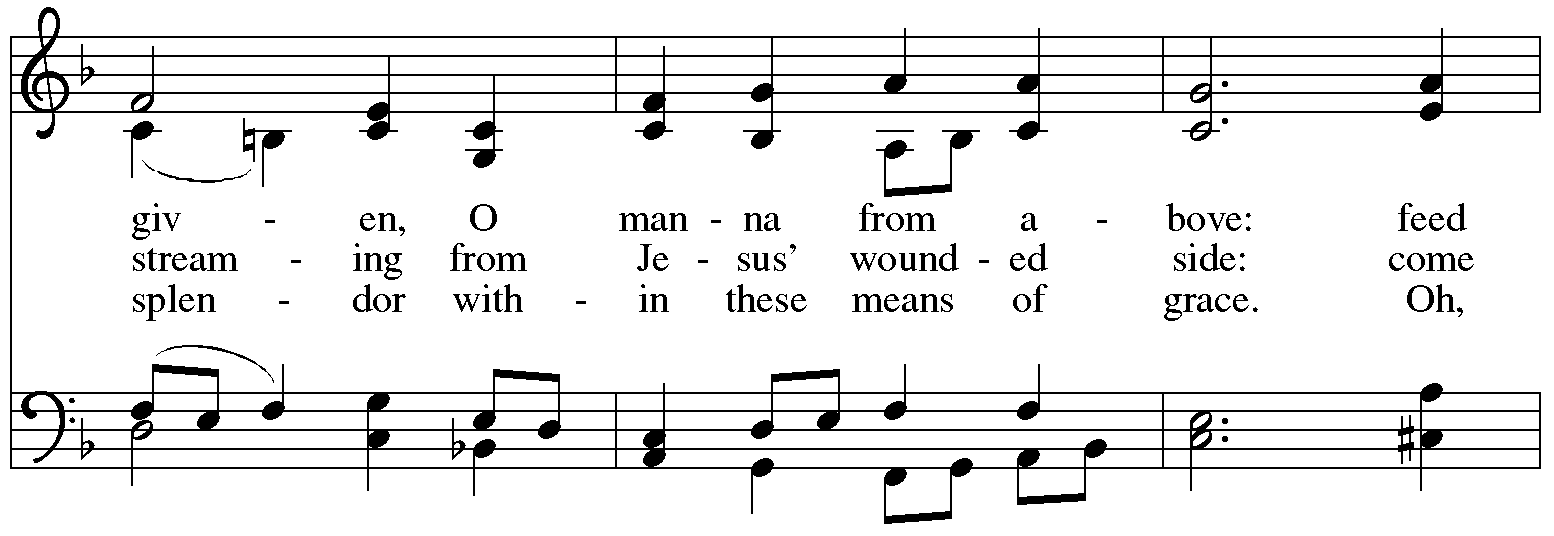 giv - en, O man - na from a - bove: feed
stream - ing from Je - sus’ wound - ed side: come
splen - dor with - in these means of grace. Oh,